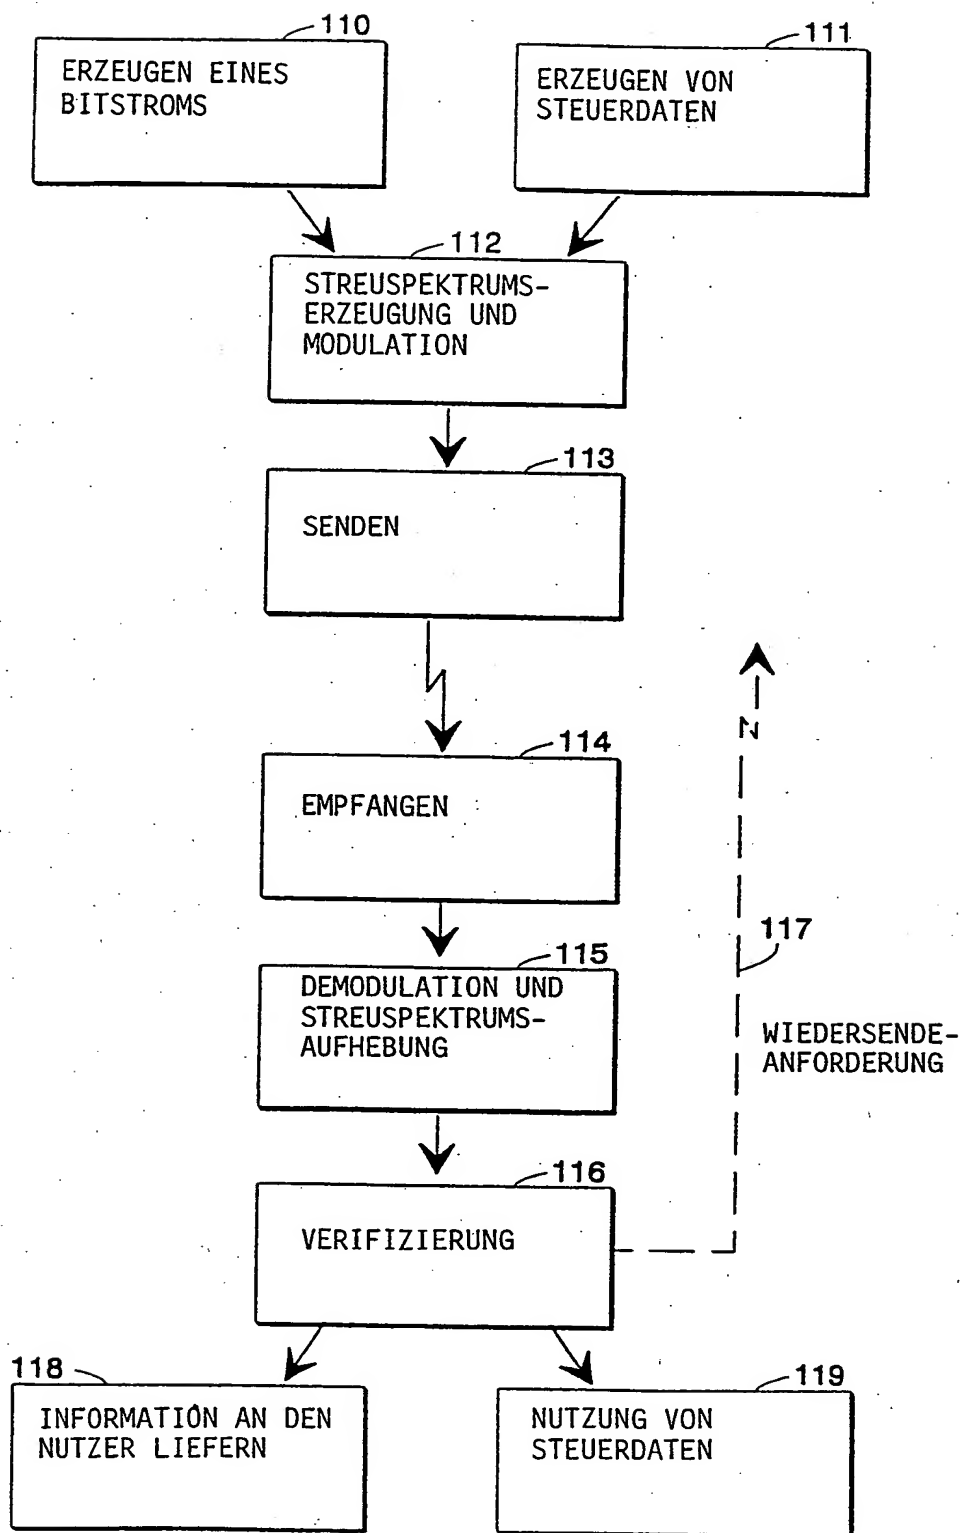 110
ERZEUGEN EINES
BITSTROMS
111
ERZEUGEN VON
STEUERDATEN
112
STREUSPEKTRUMS-
ERZEUGUNG UND
MODULATION
113
SENDEN
114
EMPFANGEN
115
DEMODULATION UND
STREUSPEKTRUMS-
AUFHEBUNG
117
WIEDERSENDE-
ANFORDERUNG
116
VERIFIZIERUNG
118
INFORMATION AN DEN
NUTZER LIEFERN
119
NUTZUNG VON
STEUERDATEN